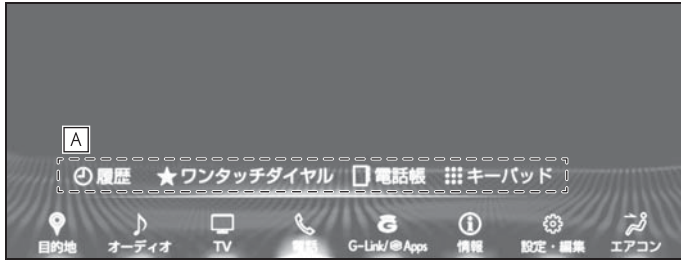 A
履歴 ワンタッチダイヤル 電話帳 キーパッド
目的地 オーディオ TV 電話 G-Link/Apps 情報 設定・編集 エアコン